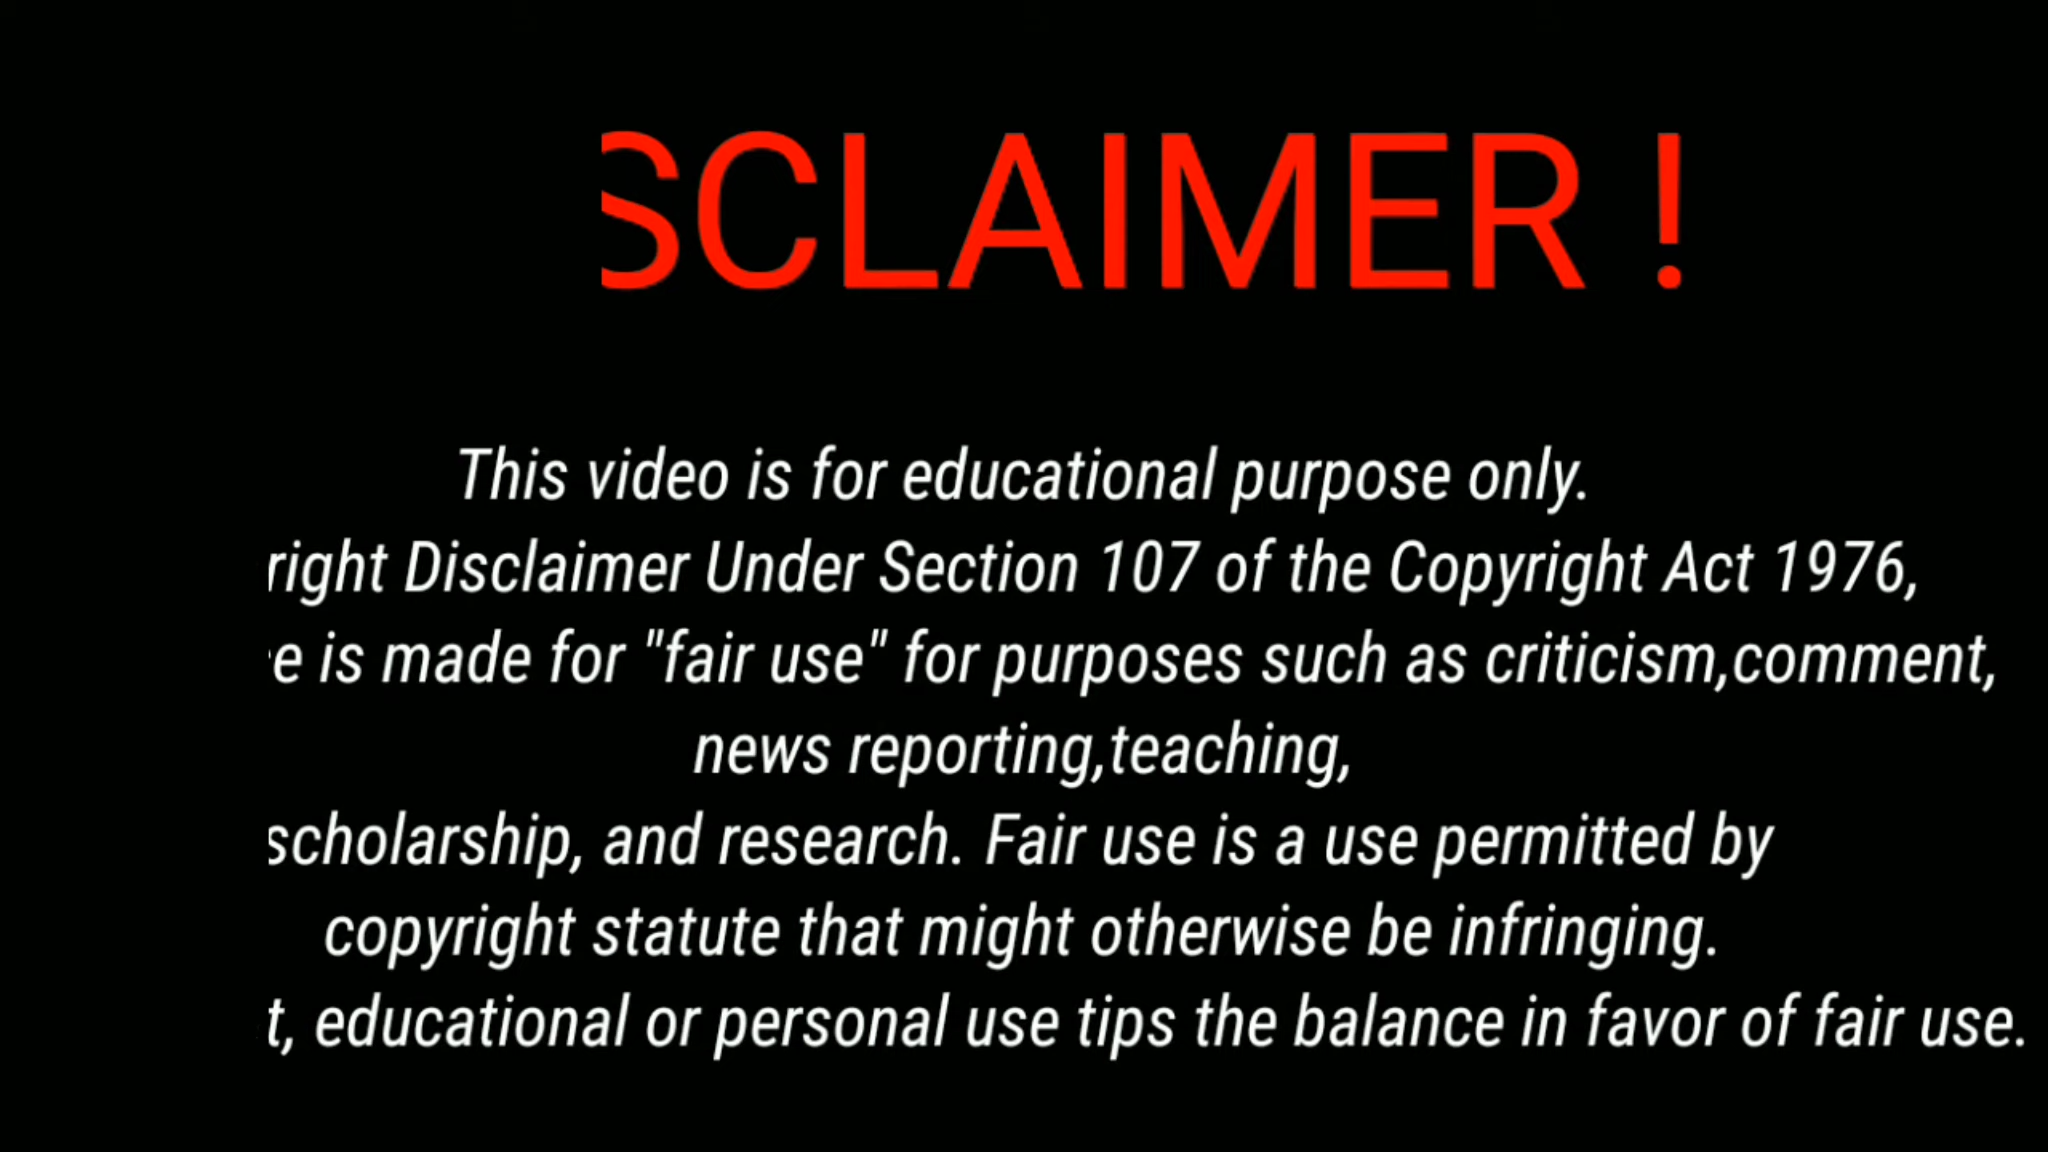 SCLAIMER !
This video is for educational purpose only.
right Disclaimer Under Section 107 of the Copyright Act 1976,
e is made for "fair use" for purposes such as criticism,comment,
news reporting,teaching,
scholarship, and research. Fair use is a use permitted by
copyright statute that might otherwise be infringing.
t, educational or personal use tips the balance in favor of fair use.